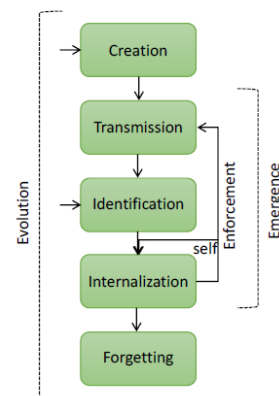 Creation
Transmission
Identification
self
Internalization
Forgetting
Evolution
Enforcement
Emergence